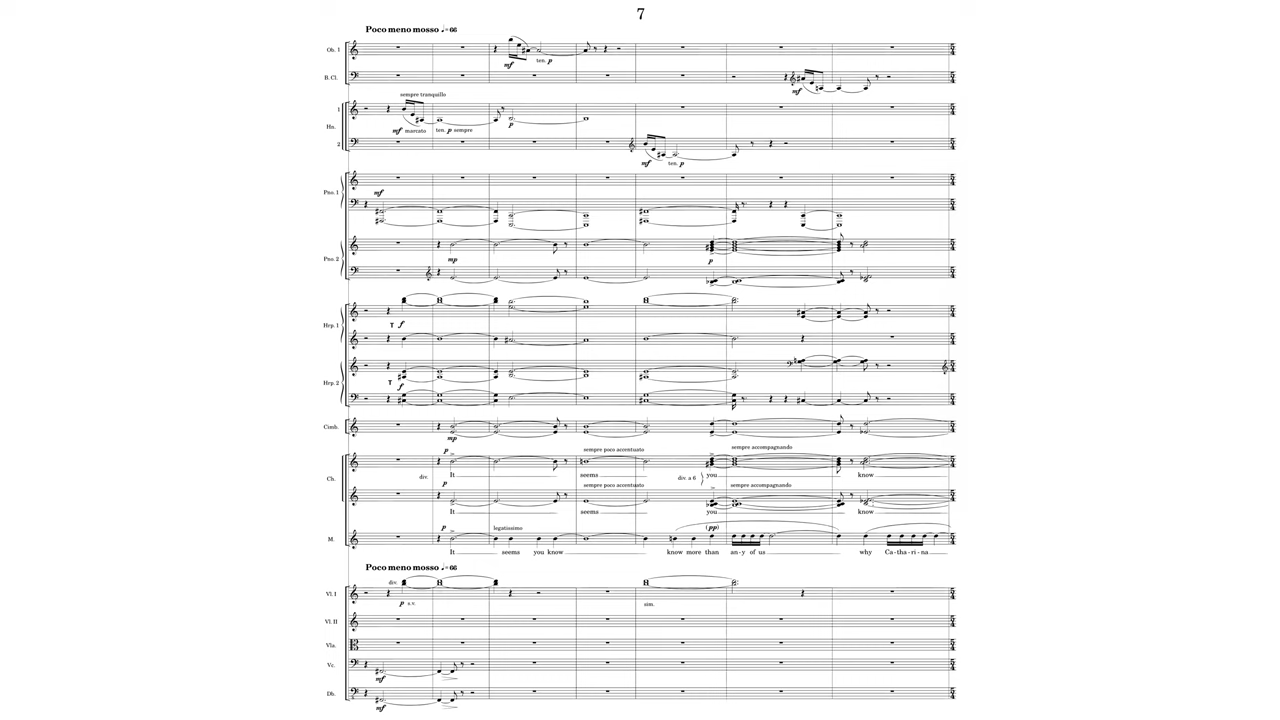 7
Poco meno mosso ♩=66
Ob. 1
mf ten. p
B. Cl.
mf
sempre tranquillo
1
Hn.
mf marcato ten. p sempre
p
2
mf ten. p
mf
Pno. 1
Pno. 2
mp
p
Hrp. 1
T f
Hrp. 2
T
f
Cimb.
mp
p sempre poco accentuato sempre accompagnando
Ch. div.
It seems you know
p sempre poco accentuato div. a 6 sempre accompagnando
It seems you know
p legatissimo (pp)
M.
It seems you know know more than an-y of us why Ca-tha-ri-na
Poco meno mosso ♩=66
div.
Vl. I
p s.v. sim.
Vl. II
Vla.
Vc.
mf
Db.
mf
5
4